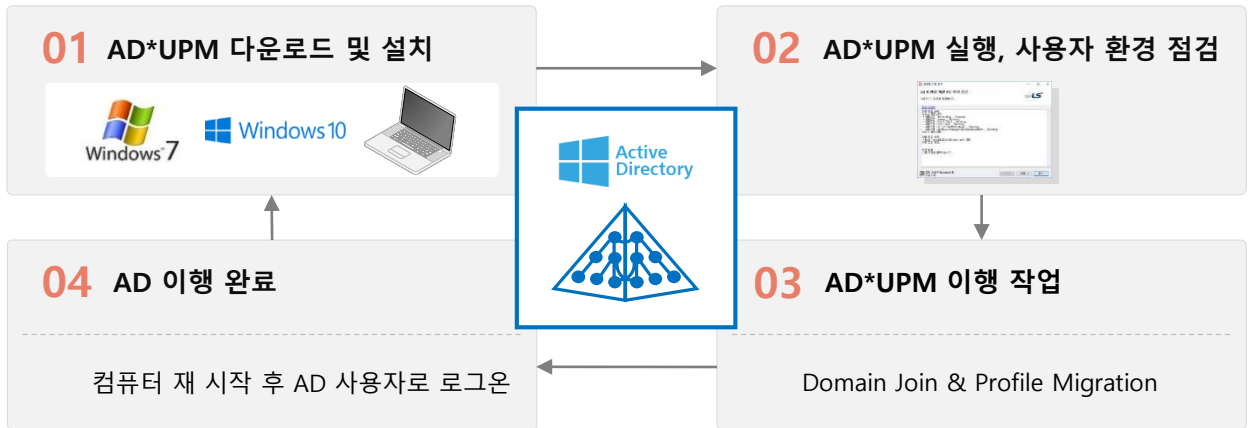 01 AD*UPM 다운로드 및 설치
Windows 7
Windows 10
02 AD*UPM 실행, 사용자 환경 점검
LS
Active
Directory
04 AD 이행 완료
컴퓨터 재 시작 후 AD 사용자로 로그온
03 AD*UPM 이행 작업
Domain Join & Profile Migration